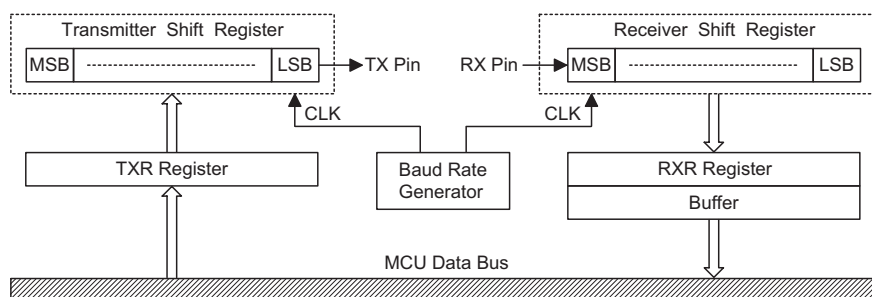 Transmitter Shift Register
Receiver Shift Register
MSB
LSB
TX Pin
RX Pin
MSB
LSB
CLK
CLK
TXR Register
Baud Rate
Generator
RXR Register
Buffer
MCU Data Bus